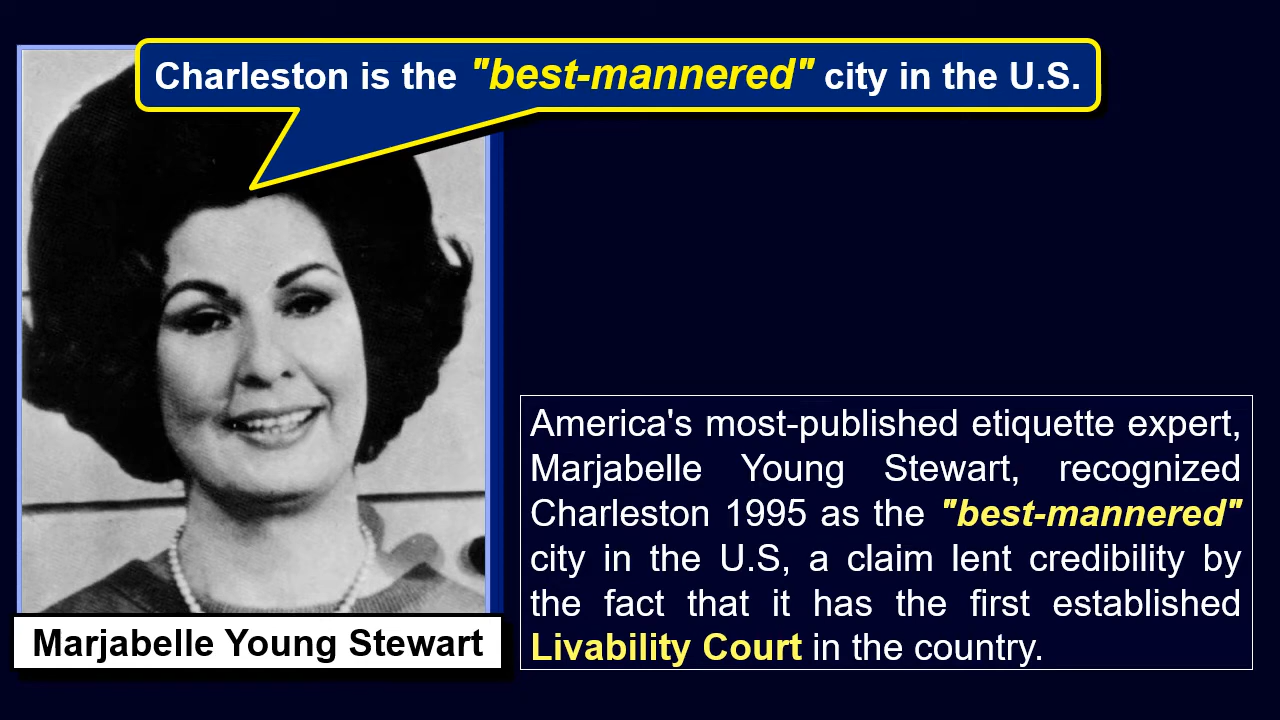 Charleston is the "best-mannered" city in the U.S.
America's most-published etiquette expert,
Marjabelle Young Stewart, recognized
Charleston 1995 as the "best-mannered"
city in the U.S, a claim lent credibility by
the fact that it has the first established
Livability Court in the country.
Marjabelle Young Stewart